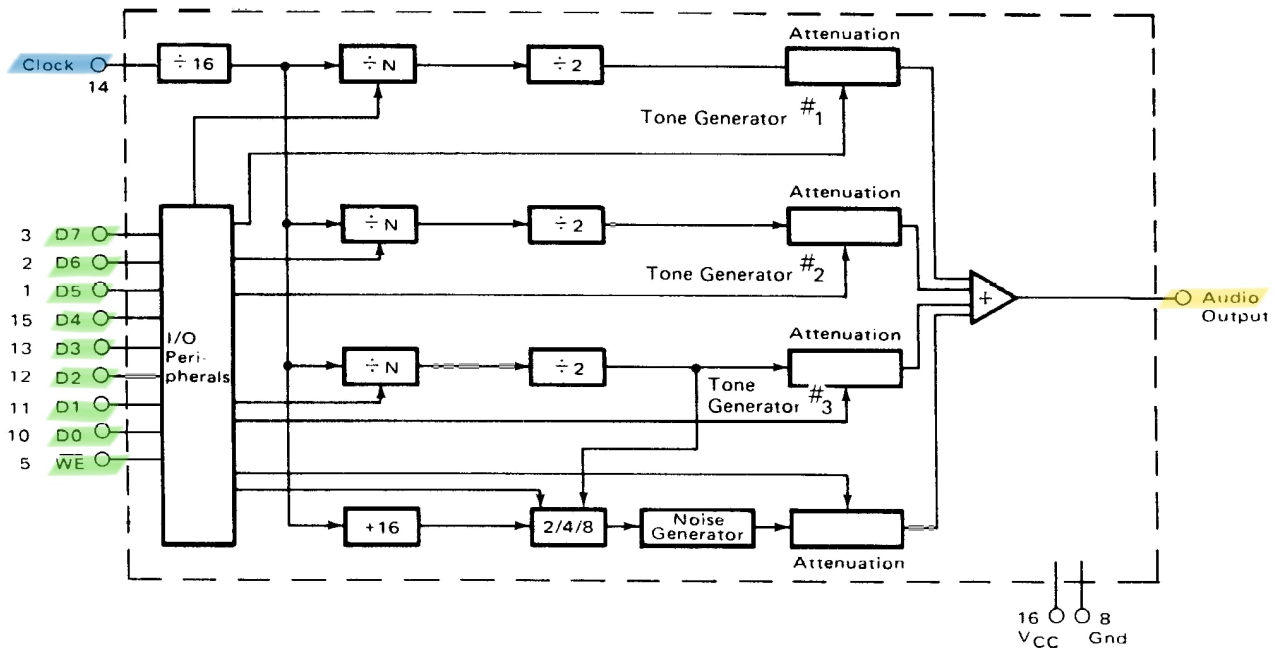 Clock
14
÷ 16
÷ N
÷ 2
Attenuation
Tone Generator #1
3 D7
2 D6
1 D5
15 D4
13 D3
12 D2
11 D1
10 D0
5 W̅E̅
I/O
Peri-
pherals
÷ N
÷ 2
Attenuation
Tone Generator #2
÷ N
÷ 2
Attenuation
Tone
Generator #3
+16
2/4/8
Noise
Generator
Attenuation
+
Audio
Output
16
VCC
8
Gnd